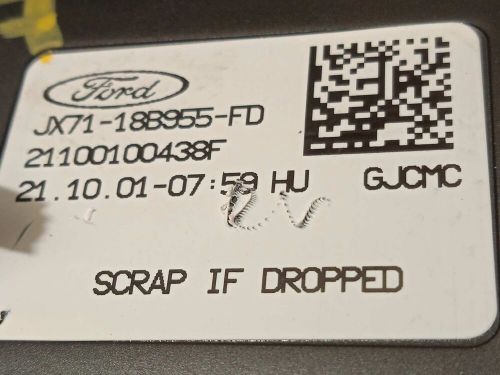 Ford
JX71-18B955-FD
21100100438F
21.10.01-07:59 HU GJCMC
SCRAP IF DROPPED